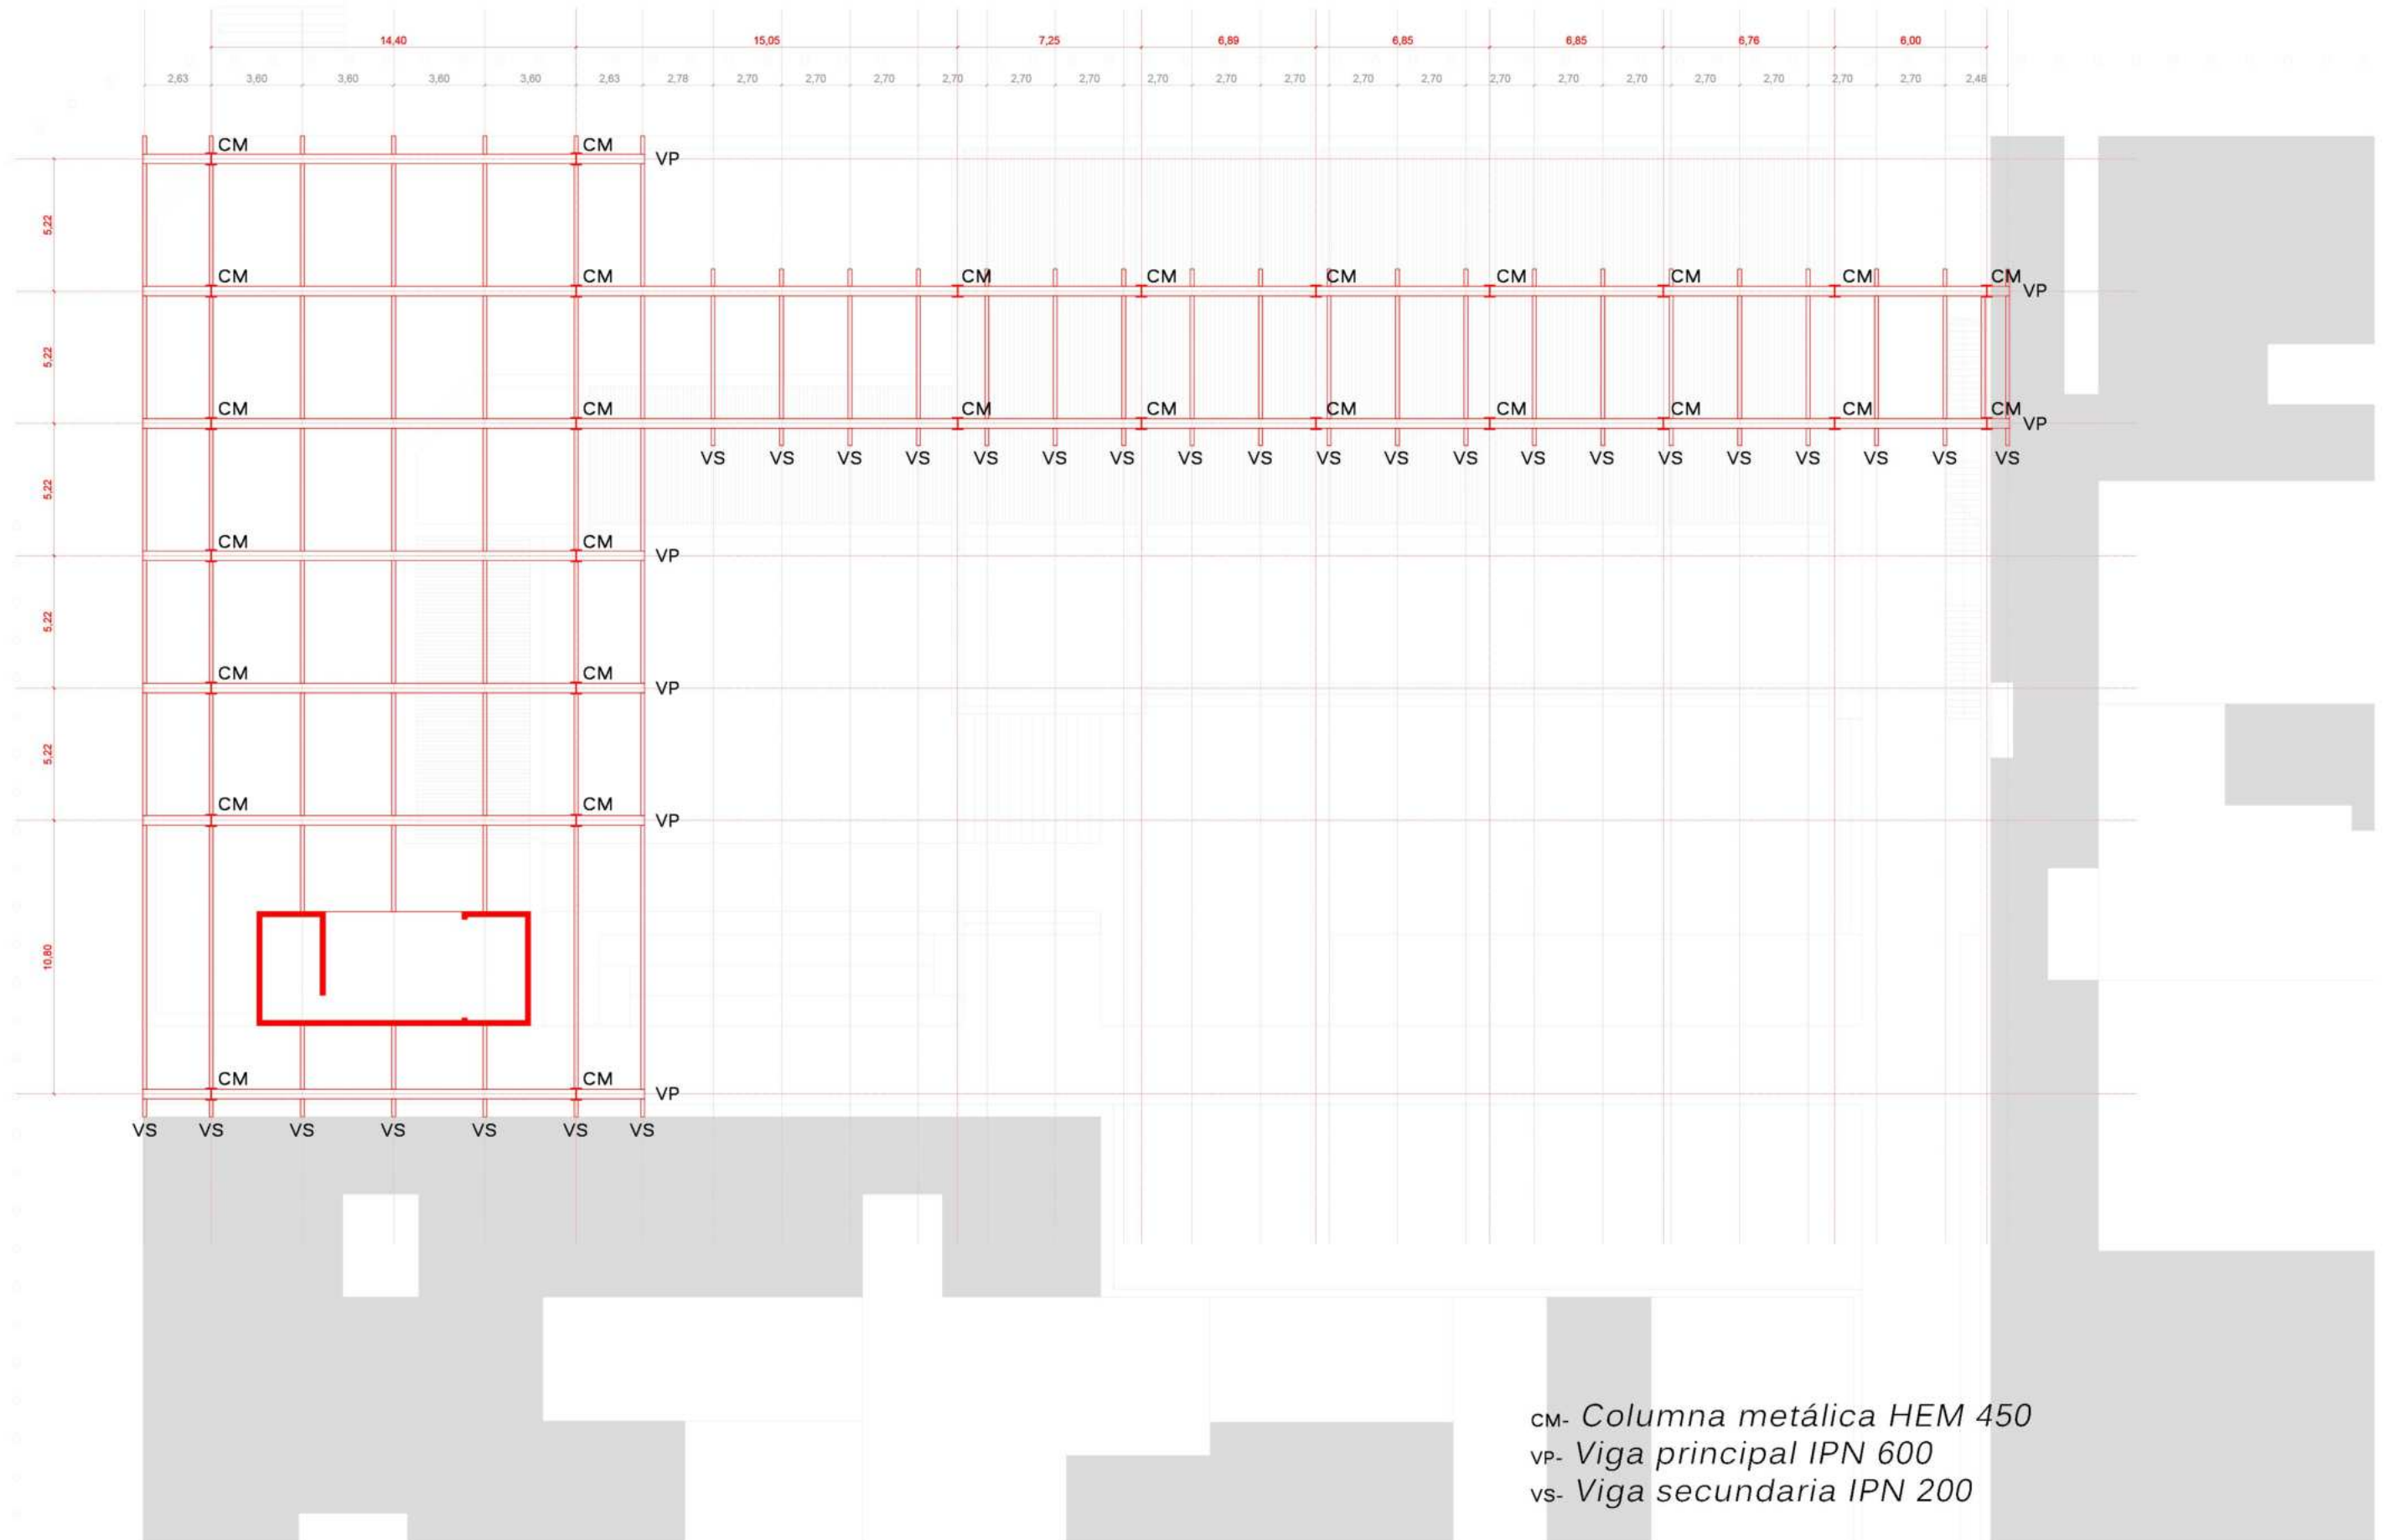 14,40 15,05 7,25 6,89 6,85 6,85 6,76 6,00
2,63 3,60 3,60 3,60 3,60 2,63 2,78 2,70 2,70 2,70 2,70 2,70 2,70 2,70 2,70 2,70 2,70 2,70 2,70 2,70 2,70 2,70 2,70 2,70 2,70 2,48
CM CM
VP
5,22
CM CM CM CM CM CM CM CM CM
VP
5,22
CM CM CM CM CM CM CM CM CM
VP
VS VS VS VS VS VS VS VS VS VS VS VS VS VS VS VS VS VS VS VS
5,22
CM CM
VP
5,22
CM CM
VP
5,22
CM CM
VP
10,80
CM CM
VP
VS VS VS VS VS VS VS
CM- Columna metálica HEM 450
VP- Viga principal IPN 600
VS- Viga secundaria IPN 200